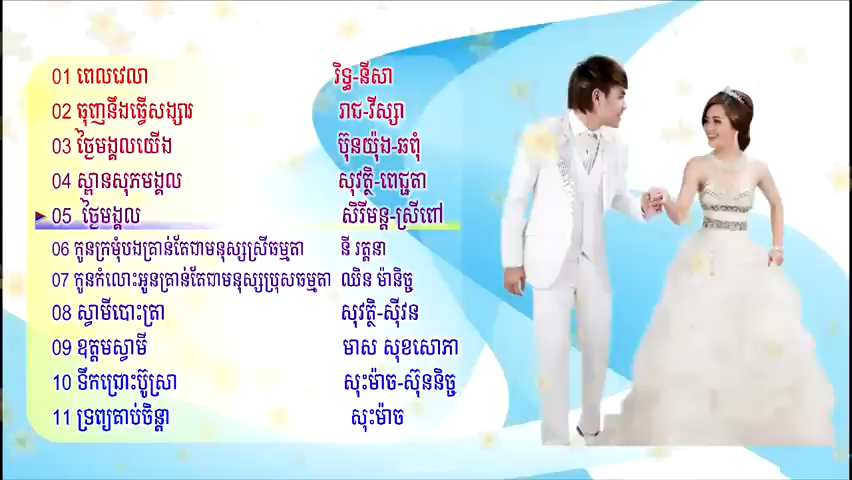 01 ពេលវេលា រិទ្ធ-នីសា
02 ធុញនឹងធ្វើសង្សារ រាជ-វីស្សា
03 ថ្ងៃមង្គលយើង ប៊ុនយ៉ុង-ឆពុំ
04 ស្ពានសុភមង្គល សុវត្ថិ-ពេជ្ជតា
05 ថ្ងៃមង្គល សិរីមន្ត-ស្រីពៅ
06 កូនក្រមុំបងគ្រាន់តែជាមនុស្សស្រីធម្មតា នី រត្តនា
07 កូនកំលោះអូនគ្រាន់តែជាមនុស្សប្រុសធម្មតា ឈិន ម៉ានិច្ច
08 ស្វាមីបោះត្រា សុវត្ថិ-ស៊ីវន
09 ឧត្តមស្វាមី មាស សុខសោភា
10 ទឹកព្រោះប៊ូស្រា សុះម៉ាច-ស៊ុននិច្ច
11 ទ្រព្យគាប់ចិន្តា សុះម៉ាច